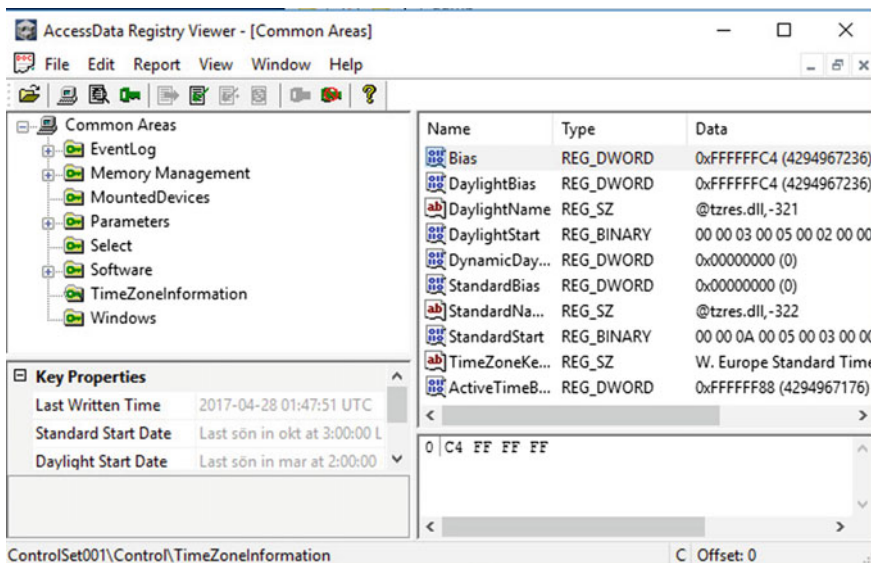 AccessData Registry Viewer - [Common Areas]
File Edit Report View Window Help
Common Areas
EventLog
Memory Management
MountedDevices
Parameters
Select
Software
TimeZoneInformation
Windows
Key Properties
Last Written Time 2017-04-28 01:47:51 UTC
Standard Start Date Last sön in okt at 3:00:00 L
Daylight Start Date Last sön in mar at 2:00:00
Name Type Data
Bias REG_DWORD 0xFFFFFFC4 (4294967236)
DaylightBias REG_DWORD 0xFFFFFFC4 (4294967236)
DaylightName REG_SZ @tzres.dll,-321
DaylightStart REG_BINARY 00 00 03 00 05 00 02 00 00
DynamicDay... REG_DWORD 0x00000000 (0)
StandardBias REG_DWORD 0x00000000 (0)
StandardNa... REG_SZ @tzres.dll,-322
StandardStart REG_BINARY 00 00 0A 00 05 00 03 00 00
TimeZoneKe... REG_SZ W. Europe Standard Time
ActiveTimeB... REG_DWORD 0xFFFFFF88 (4294967176)
0 C4 FF FF FF
ControlSet001\Control\TimeZoneInformation C Offset: 0